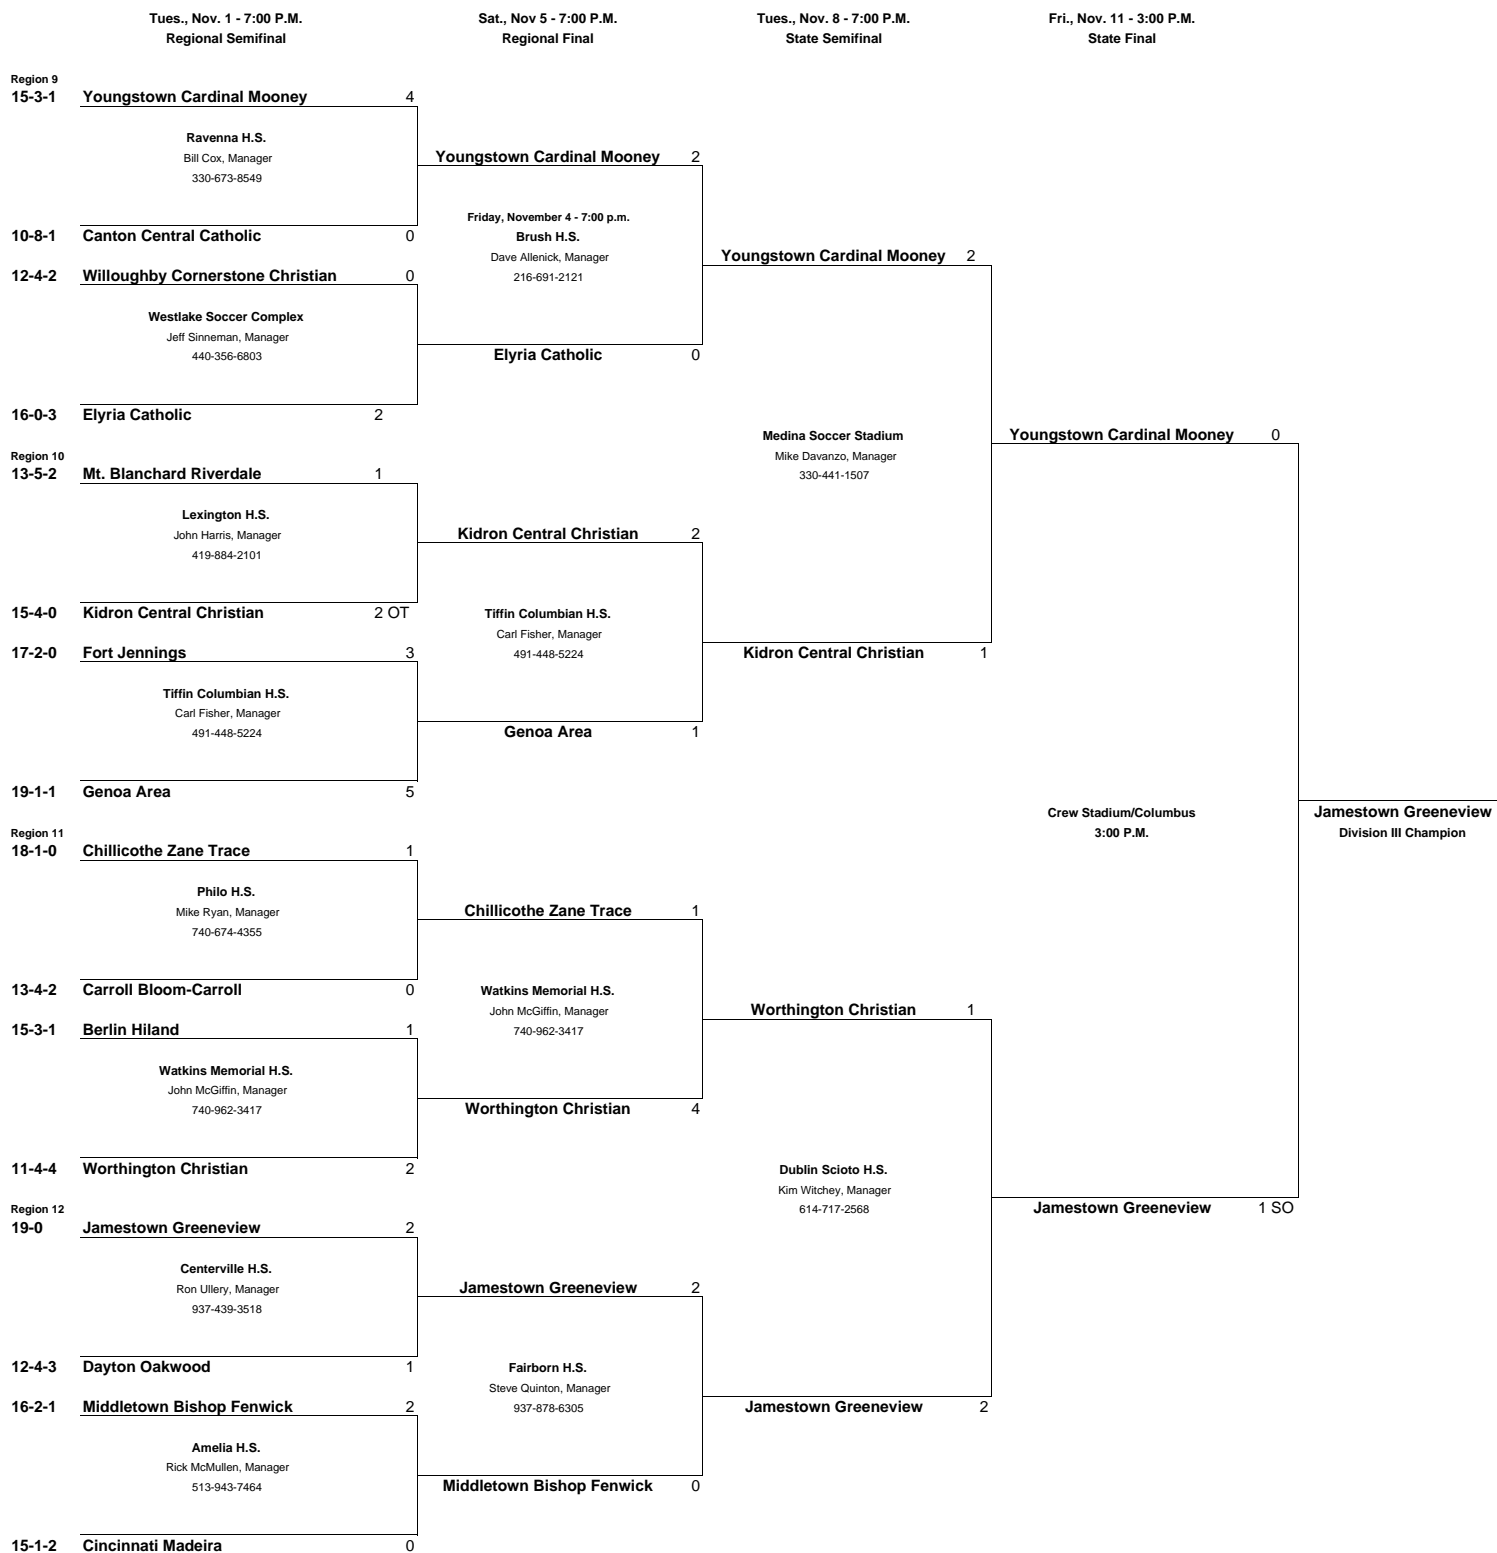 Tues., Nov. 1 - 7:00 P.M.
Regional Semifinal
Sat., Nov 5 - 7:00 P.M.
Regional Final
Tues., Nov. 8 - 7:00 P.M.
State Semifinal
Fri., Nov. 11 - 3:00 P.M.
State Final
Region 9
15-3-1 Youngstown Cardinal Mooney 4
Ravenna H.S.
Bill Cox, Manager
330-673-8549
10-8-1 Canton Central Catholic 0
12-4-2 Willoughby Cornerstone Christian 0
Westlake Soccer Complex
Jeff Sinneman, Manager
440-356-6803
16-0-3 Elyria Catholic 2
Region 10
13-5-2 Mt. Blanchard Riverdale 1
Lexington H.S.
John Harris, Manager
419-884-2101
15-4-0 Kidron Central Christian 2 OT
17-2-0 Fort Jennings 3
Tiffin Columbian H.S.
Carl Fisher, Manager
491-448-5224
19-1-1 Genoa Area 5
Region 11
18-1-0 Chillicothe Zane Trace 1
Philo H.S.
Mike Ryan, Manager
740-674-4355
13-4-2 Carroll Bloom-Carroll 0
15-3-1 Berlin Hiland 1
Watkins Memorial H.S.
John McGiffin, Manager
740-962-3417
11-4-4 Worthington Christian 2
Region 12
19-0 Jamestown Greeneview 2
Centerville H.S.
Ron Ullery, Manager
937-439-3518
12-4-3 Dayton Oakwood 1
16-2-1 Middletown Bishop Fenwick 2
Amelia H.S.
Rick McMullen, Manager
513-943-7464
15-1-2 Cincinnati Madeira 0
Youngstown Cardinal Mooney 2
Friday, November 4 - 7:00 p.m.
Brush H.S.
Dave Allenick, Manager
216-691-2121
Elyria Catholic 0
Kidron Central Christian 2
Tiffin Columbian H.S.
Carl Fisher, Manager
491-448-5224
Genoa Area 1
Chillicothe Zane Trace 1
Watkins Memorial H.S.
John McGiffin, Manager
740-962-3417
Worthington Christian 4
Jamestown Greeneview 2
Fairborn H.S.
Steve Quinton, Manager
937-878-6305
Middletown Bishop Fenwick 0
Youngstown Cardinal Mooney 2
Medina Soccer Stadium
Mike Davanzo, Manager
330-441-1507
Kidron Central Christian 1
Worthington Christian 1
Dublin Scioto H.S.
Kim Witchey, Manager
614-717-2568
Jamestown Greeneview 2
Youngstown Cardinal Mooney 0
Crew Stadium/Columbus
3:00 P.M.
Jamestown Greeneview 1 SO
Jamestown Greeneview
Division III Champion